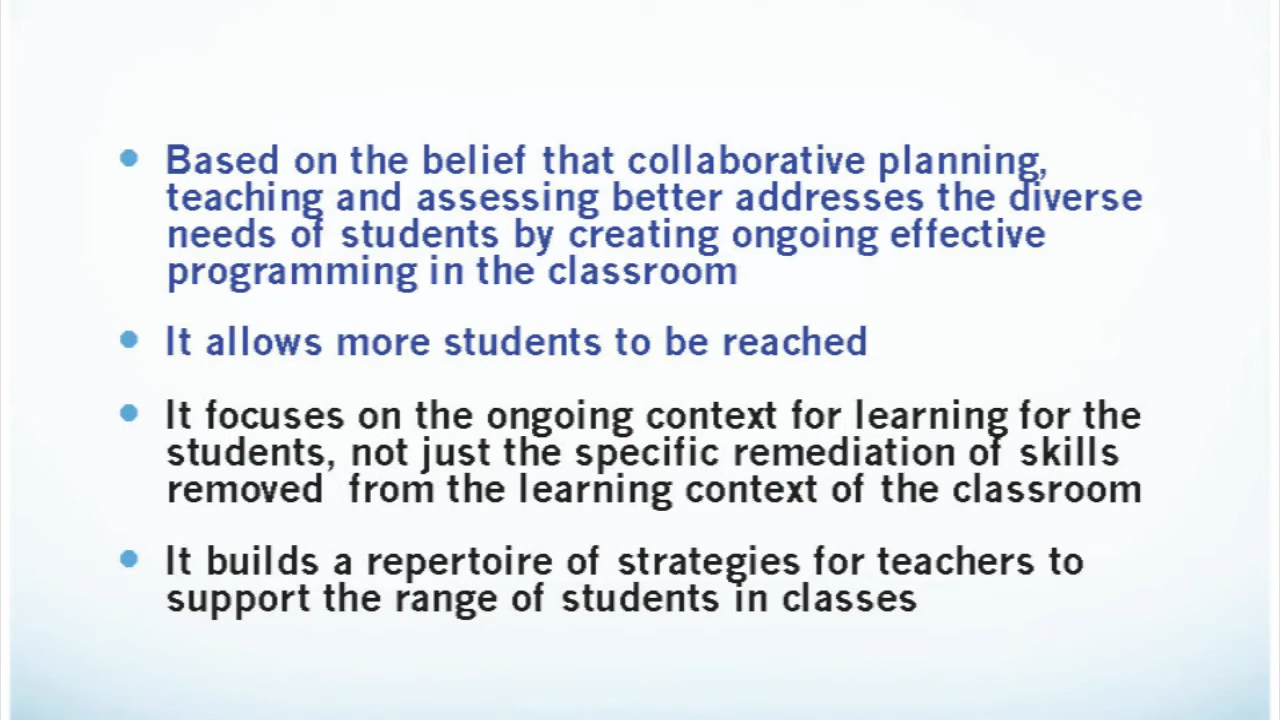 • Based on the belief that collaborative planning,
teaching and assessing better addresses the diverse
needs of students by creating ongoing effective
programming in the classroom
• It allows more students to be reached
• It focuses on the ongoing context for learning for the
students, not just the specific remediation of skills
removed from the learning context of the classroom
• It builds a repertoire of strategies for teachers to
support the range of students in classes